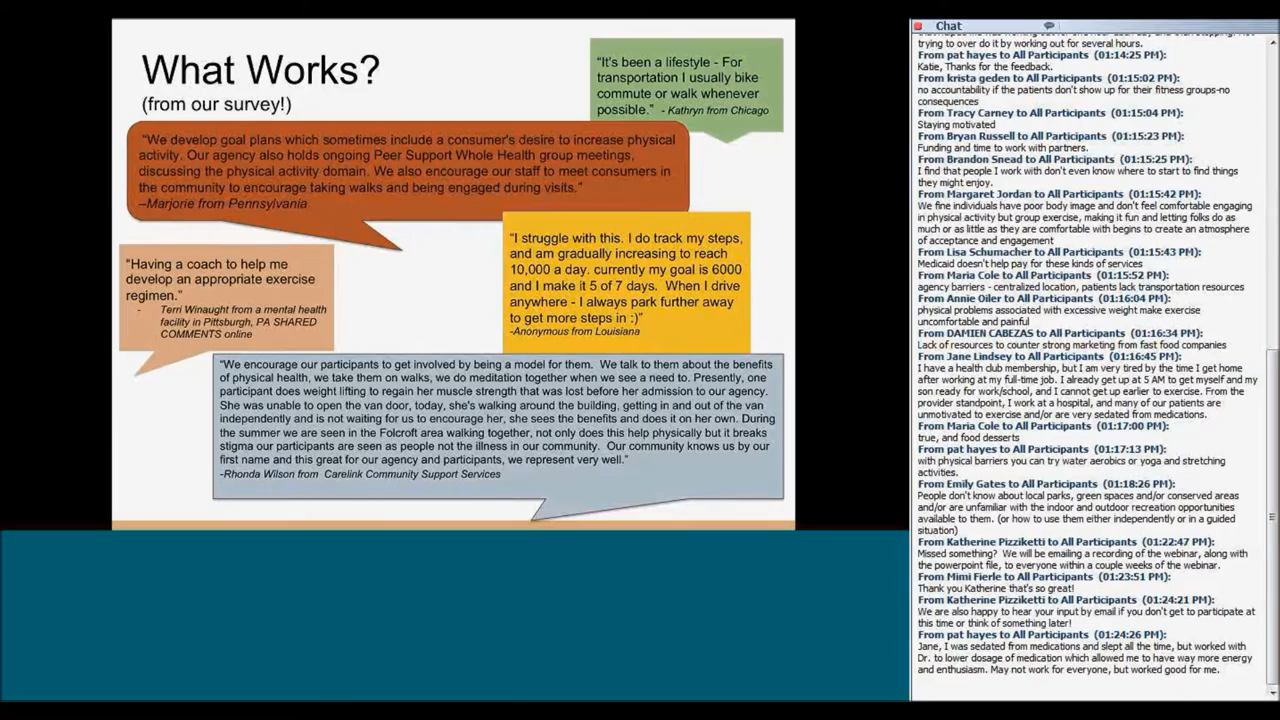 What Works?
(from our survey!)
"It's been a lifestyle - For
transportation I usually bike
commute or walk whenever
possible." - Kathryn from Chicago
"We develop goal plans which sometimes include a consumer's desire to increase physical
activity. Our agency also holds ongoing Peer Support Whole Health group meetings,
discussing the physical activity domain. We also encourage our staff to meet consumers in
the community to encourage taking walks and being engaged during visits."
–Marjorie from Pennsylvania
"I struggle with this. I do track my steps,
and am gradually increasing to reach
10,000 a day. currently my goal is 6000
and I make it 5 of 7 days. When I drive
anywhere - I always park further away
to get more steps in :)"
-Anonymous from Louisiana
"Having a coach to help me
develop an appropriate exercise
regimen."
- Terri Winaught from a mental health
facility in Pittsburgh, PA SHARED
COMMENTS online
"We encourage our participants to get involved by being a model for them. We talk to them about the benefits
of physical health, we take them on walks, we do meditation together when we see a need to. Presently, one
participant does weight lifting to regain her muscle strength that was lost before her admission to our agency.
She was unable to open the van door, today, she's walking around the building, getting in and out of the van
independently and is not waiting for us to encourage her, she sees the benefits and does it on her own. During
the summer we are seen in the Folcroft area walking together, not only does this help physically but it breaks
stigma our participants are seen as people not the illness in our community. Our community knows us by our
first name and this great for our agency and participants, we represent very well."
-Rhonda Wilson from Carelink Community Support Services
Chat
trying to over do it by working out for several hours.
From pat hayes to All Participants (01:14:25 PM):
Katie, Thanks for the feedback.
From krista geden to All Participants (01:15:02 PM):
no accountability if the patients don't show up for their fitness groups-no
consequences
From Tracy Carney to All Participants (01:15:04 PM):
Staying motivated
From Bryan Russell to All Participants (01:15:23 PM):
Funding and time to work with partners.
From Brandon Snead to All Participants (01:15:25 PM):
I find that people I work with don't even know where to start to find things
they might enjoy.
From Margaret Jordan to All Participants (01:15:42 PM):
We fine individuals have poor body image and don't feel comfortable engaging
in physical activity but group exercise, making it fun and letting folks do as
much or as little as they are comfortable with begins to create an atmosphere
of acceptance and engagement
From Lisa Schumacher to All Participants (01:15:43 PM):
Medicaid doesn't help pay for these kinds of services
From Maria Cole to All Participants (01:15:52 PM):
agency barriers - centralized location, patients lack transportation resources
From Annie Oiler to All Participants (01:16:04 PM):
physical problems associated with excessive weight make exercise
uncomfortable and painful
From DAMIEN CABEZAS to All Participants (01:16:34 PM):
Lack of resources to counter strong marketing from fast food companies
From Jane Lindsey to All Participants (01:16:45 PM):
I have a health club membership, but I am very tired by the time I get home
after working at my full-time job. I already get up at 5 AM to get myself and my
son ready for work/school, and I cannot get up earlier to exercise. From the
provider standpoint, I work at a hospital, and many of our patients are
unmotivated to exercise and/or are very sedated from medications.
From Maria Cole to All Participants (01:17:00 PM):
true, and food desserts
From pat hayes to All Participants (01:17:13 PM):
with physical barriers you can try water aerobics or yoga and stretching
activities.
From Emily Gates to All Participants (01:18:26 PM):
People don't know about local parks, green spaces and/or conserved areas
and/or are unfamiliar with the indoor and outdoor recreation opportunities
available to them. (or how to use them either independently or in a guided
situation)
From Katherine Pizziketti to All Participants (01:22:47 PM):
Missed something? We will be emailing a recording of the webinar, along with
the powerpoint file, to everyone within a couple weeks of the webinar.
From Mimi Fierle to All Participants (01:23:51 PM):
Thank you Katherine that's so great!
From Katherine Pizziketti to All Participants (01:24:21 PM):
We are also happy to hear your input by email if you don't get to participate at
this time or think of something later!
From pat hayes to All Participants (01:24:26 PM):
Jane, I was sedated from medications and slept all the time, but worked with
Dr. to lower dosage of medication which allowed me to have way more energy
and enthusiasm. May not work for everyone, but worked good for me.